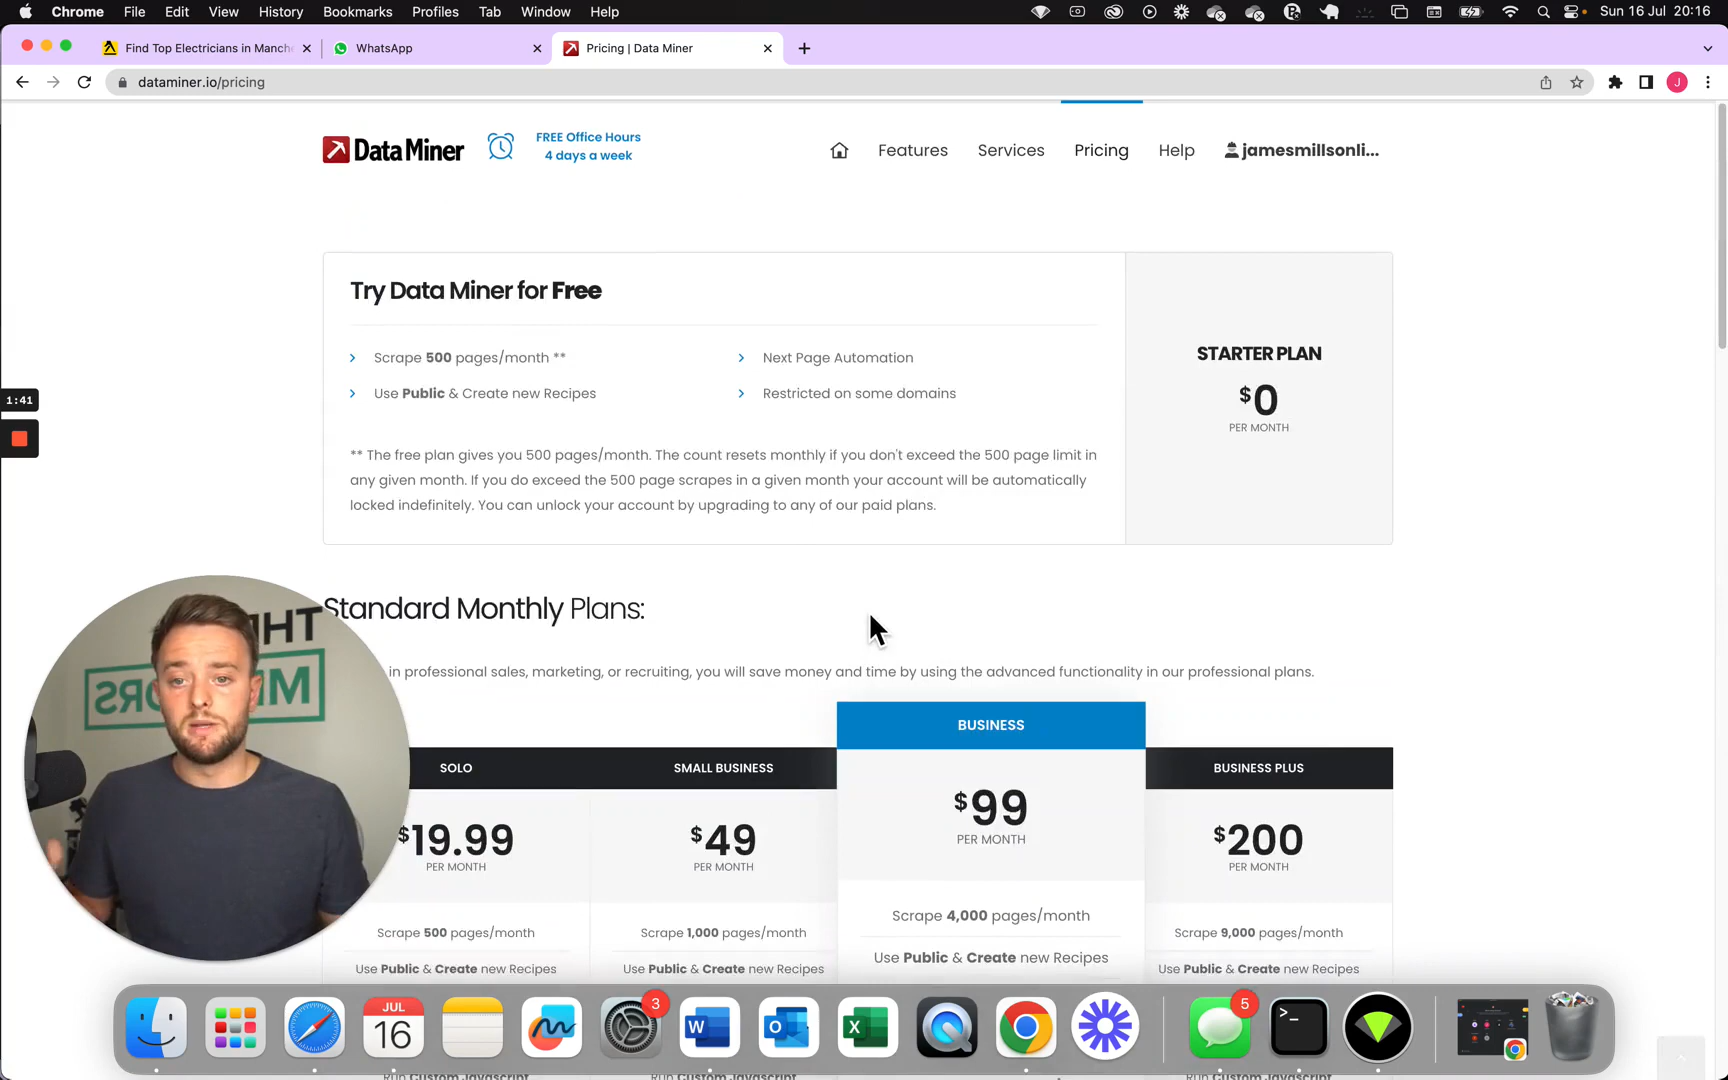 Chrome File Edit View History Bookmarks Profiles Tab Window Help
Sun 16 Jul 20:16
Find Top Electricians in Manche
WhatsApp
Pricing | Data Miner
dataminer.io/pricing
J
Data Miner
FREE Office Hours
4 days a week
Features
Services
Pricing
Help
jamesmillsonli...
Try Data Miner for Free
Scrape 500 pages/month **
Next Page Automation
Use Public & Create new Recipes
Restricted on some domains
** The free plan gives you 500 pages/month. The count resets monthly if you don't exceed the 500 page limit in
any given month. If you do exceed the 500 page scrapes in a given month your account will be automatically
locked indefinitely. You can unlock your account by upgrading to any of our paid plans.
STARTER PLAN
$0
PER MONTH
1:41
Standard Monthly Plans:
in professional sales, marketing, or recruiting, you will save money and time by using the advanced functionality in our professional plans.
SOLO
$19.99
PER MONTH
Scrape 500 pages/month
Use Public & Create new Recipes
SMALL BUSINESS
$49
PER MONTH
Scrape 1,000 pages/month
Use Public & Create new Recipes
BUSINESS
$99
PER MONTH
Scrape 4,000 pages/month
Use Public & Create new Recipes
BUSINESS PLUS
$200
PER MONTH
Scrape 9,000 pages/month
Use Public & Create new Recipes
JUL
16
3
W
O
X
5
>_